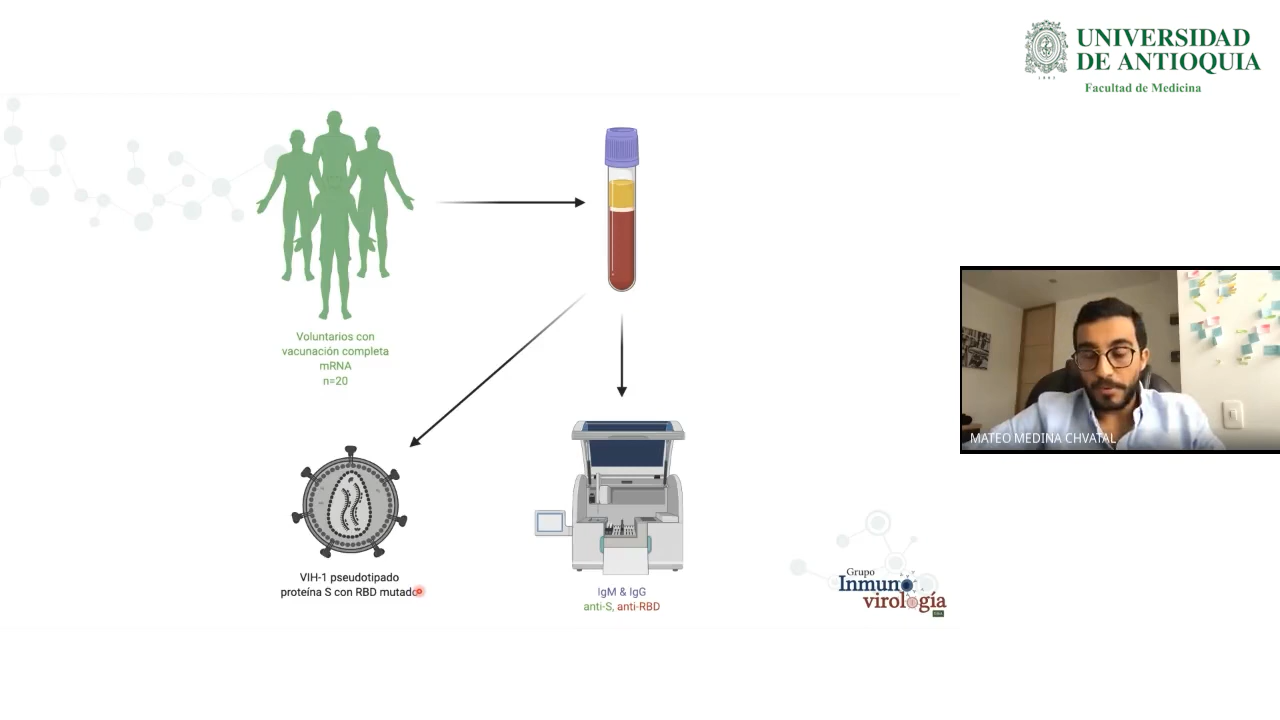 UNIVERSIDAD
DE ANTIOQUIA
1803
Facultad de Medicina
Voluntarios con
vacunación completa
mRNA
n=20
MATEO MEDINA CHVATAL
VIH-1 pseudotipado
proteína S con RBD mutado
IgM & IgG
anti-S, anti-RBD
Grupo
Inmuno
virología